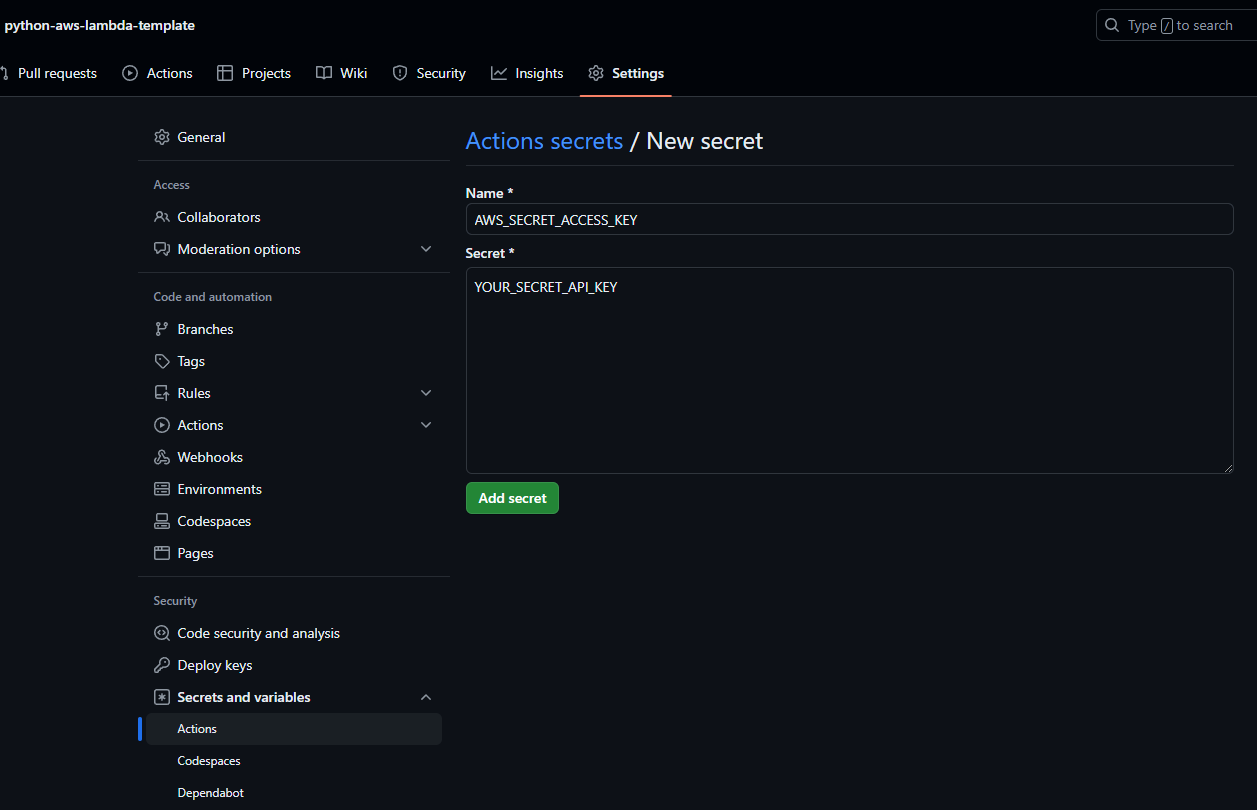 python-aws-lambda-template
Type / to search
Pull requests Actions Projects Wiki Security Insights Settings
General
Access
Collaborators
Moderation options
Code and automation
Branches
Tags
Rules
Actions
Webhooks
Environments
Codespaces
Pages
Security
Code security and analysis
Deploy keys
Secrets and variables
Actions
Codespaces
Dependabot
Actions secrets / New secret
Name *
AWS_SECRET_ACCESS_KEY
Secret *
YOUR_SECRET_API_KEY
Add secret